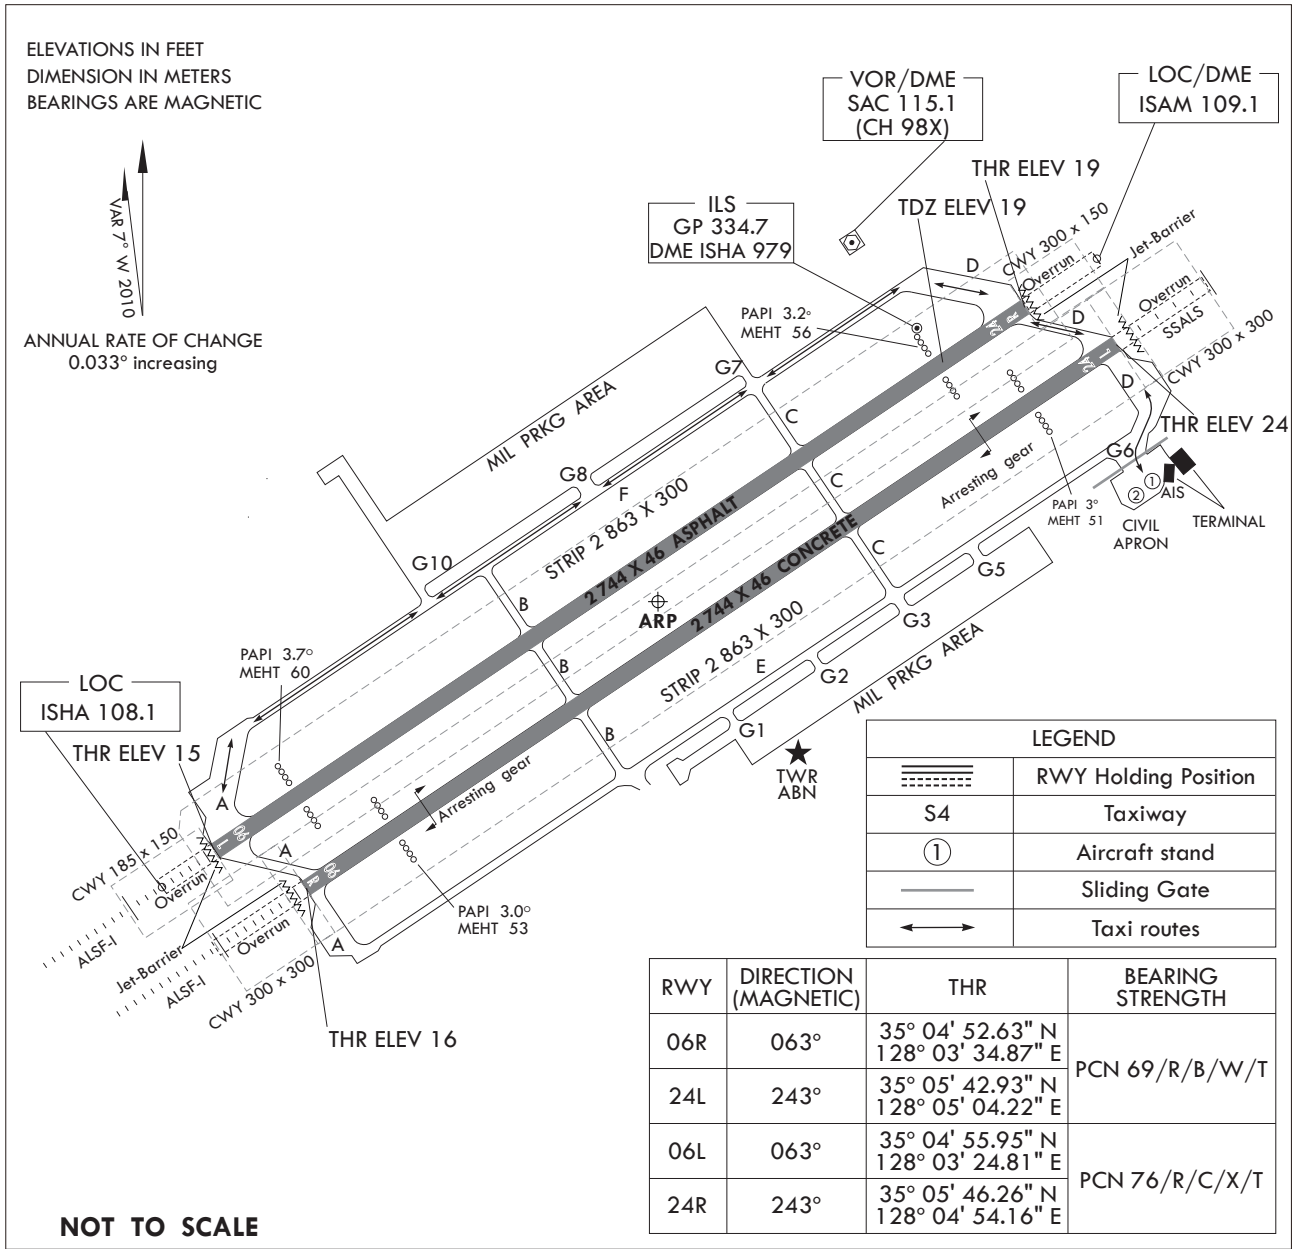 ELEVATIONS IN FEET
DIMENSION IN METERS
BEARINGS ARE MAGNETIC
VAR 7° W 2010
ANNUAL RATE OF CHANGE
0.033° increasing
VOR/DME
SAC 115.1
(CH 98X)
LOC/DME
ISAM 109.1
ILS
GP 334.7
DME ISHA 979
THR ELEV 19
TDZ ELEV 19
CWY 300 x 150
Jet-Barrier
Overrun
Overrun
SSALS
CWY 300 x 300
D
D
D
PAPI 3.2°
MEHT 56
24 R
24 L
THR ELEV 24
G7
MIL PRKG AREA
C
C
C
G6
Arresting gear
PAPI 3°
MEHT 51
1
2
AIS
TERMINAL
CIVIL
APRON
G8
F
STRIP 2 863 X 300
2 744 X 46 ASPHALT
2 744 X 46 CONCRETE
G10
B
B
B
ARP
STRIP 2 863 X 300
E
G5
G3
G2
G1
MIL PRKG AREA
TWR
ABN
PAPI 3.7°
MEHT 60
LOC
ISHA 108.1
THR ELEV 15
A
A
A
06 L
06 R
Arresting gear
CWY 185 x 150
Overrun
Overrun
ALSF-I
Jet-Barrier
ALSF-I
CWY 300 x 300
PAPI 3.0°
MEHT 53
THR ELEV 16
LEGEND
RWY Holding Position
S4 Taxiway
1 Aircraft stand
Sliding Gate
Taxi routes
RWY DIRECTION (MAGNETIC) THR BEARING STRENGTH
06R 063° 35° 04' 52.63" N 128° 03' 34.87" E PCN 69/R/B/W/T
24L 243° 35° 05' 42.93" N 128° 05' 04.22" E
06L 063° 35° 04' 55.95" N 128° 03' 24.81" E PCN 76/R/C/X/T
24R 243° 35° 05' 46.26" N 128° 04' 54.16" E
NOT TO SCALE